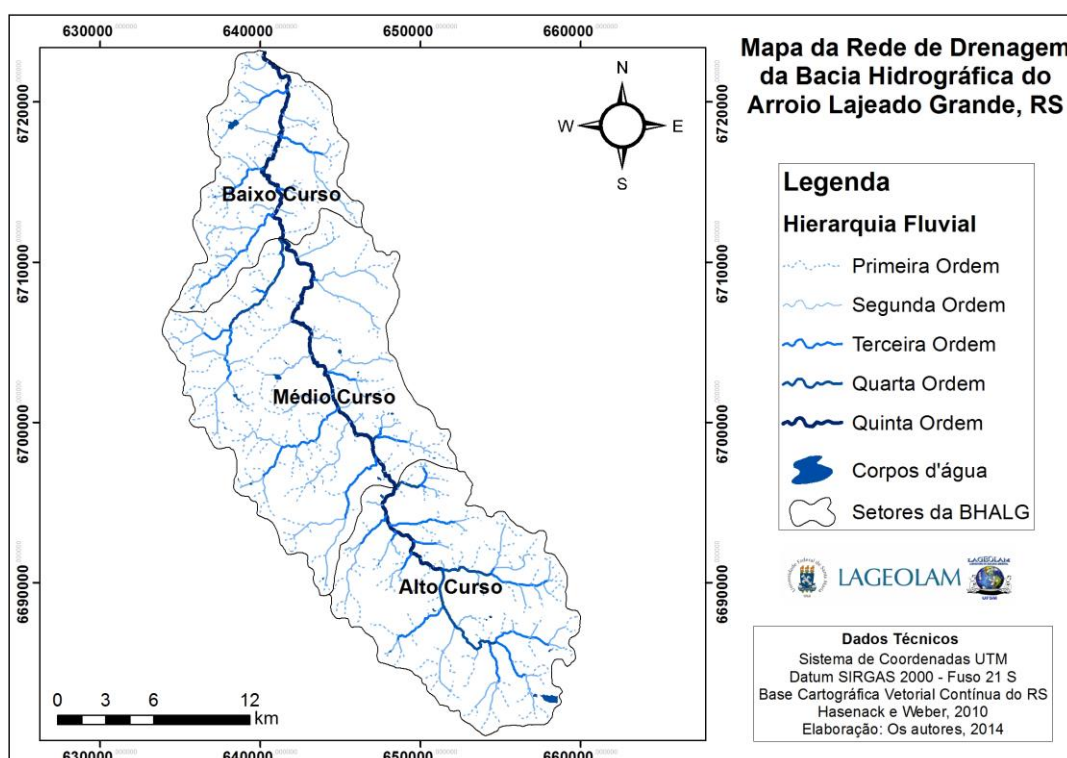 Mapa da Rede de Drenagem
da Bacia Hidrográfica do
Arroio Lajeado Grande, RS
630000 640000 650000 660000
6720000
6710000
6700000
6690000
N
W E
S
Baixo Curso
Médio Curso
Alto Curso
0 3 6 12
km
630000 640000 650000 660000
6720000
6710000
6700000
6690000
Legenda
Hierarquia Fluvial
Primeira Ordem
Segunda Ordem
Terceira Ordem
Quarta Ordem
Quinta Ordem
Corpos d'água
Setores da BHALG
LAGEOLAM
LAGEOLAM
Dados Técnicos
Sistema de Coordenadas UTM
Datum SIRGAS 2000 - Fuso 21 S
Base Cartográfica Vetorial Contínua do RS
Hasenack e Weber, 2010
Elaboração: Os autores, 2014